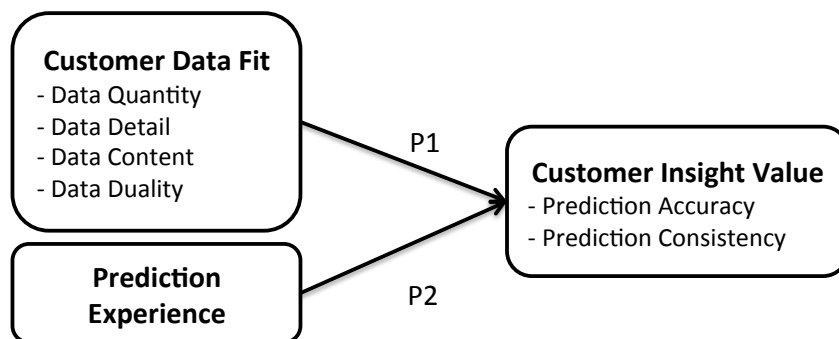 Customer Data Fit
- Data Quantity
- Data Detail
- Data Content
- Data Duality
P1
Customer Insight Value
- Prediction Accuracy
- Prediction Consistency
Prediction
Experience
P2